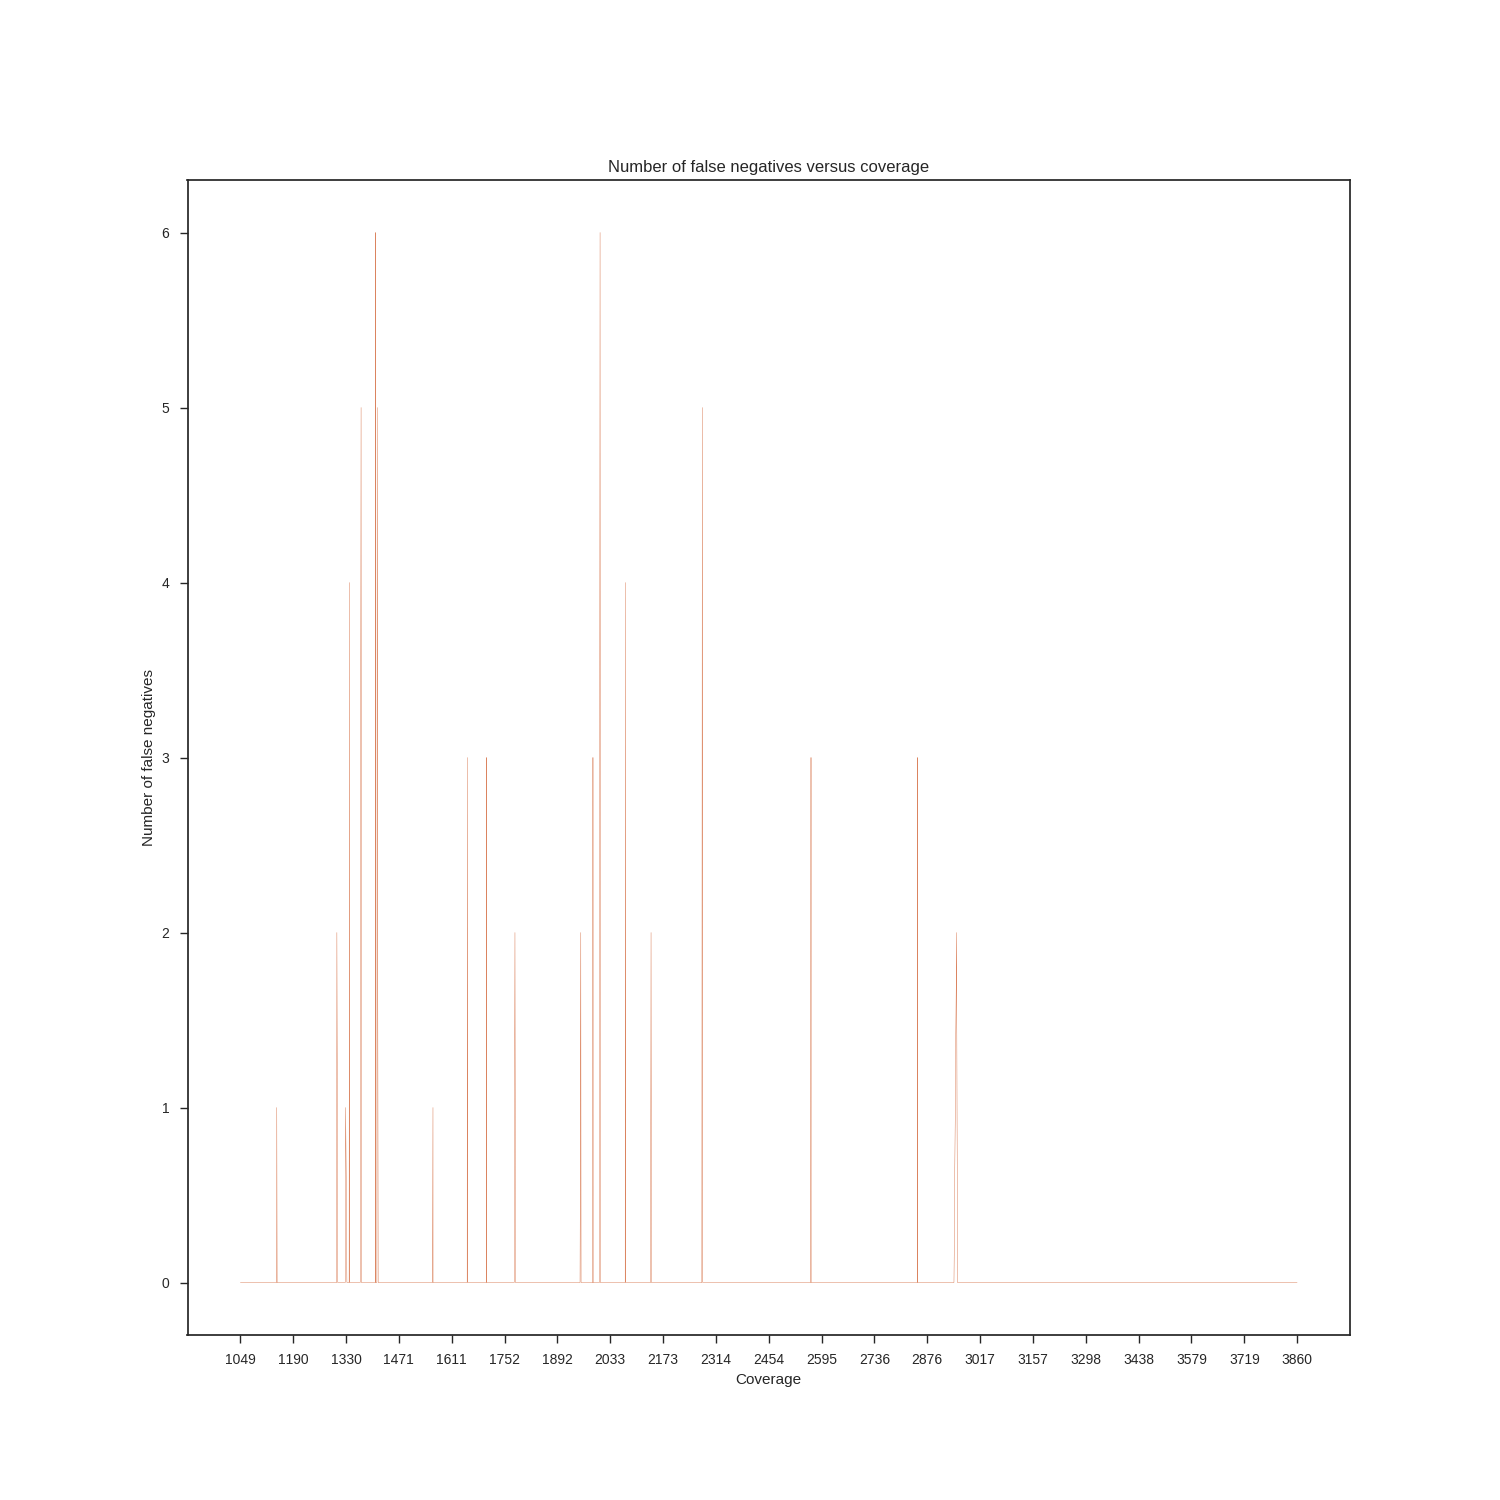 Number of false negatives versus coverage
6
5
4
3
2
1
0
Number of false negatives
1049 1190 1330 1471 1611 1752 1892 2033 2173 2314 2454 2595 2736 2876 3017 3157 3298 3438 3579 3719 3860
Coverage